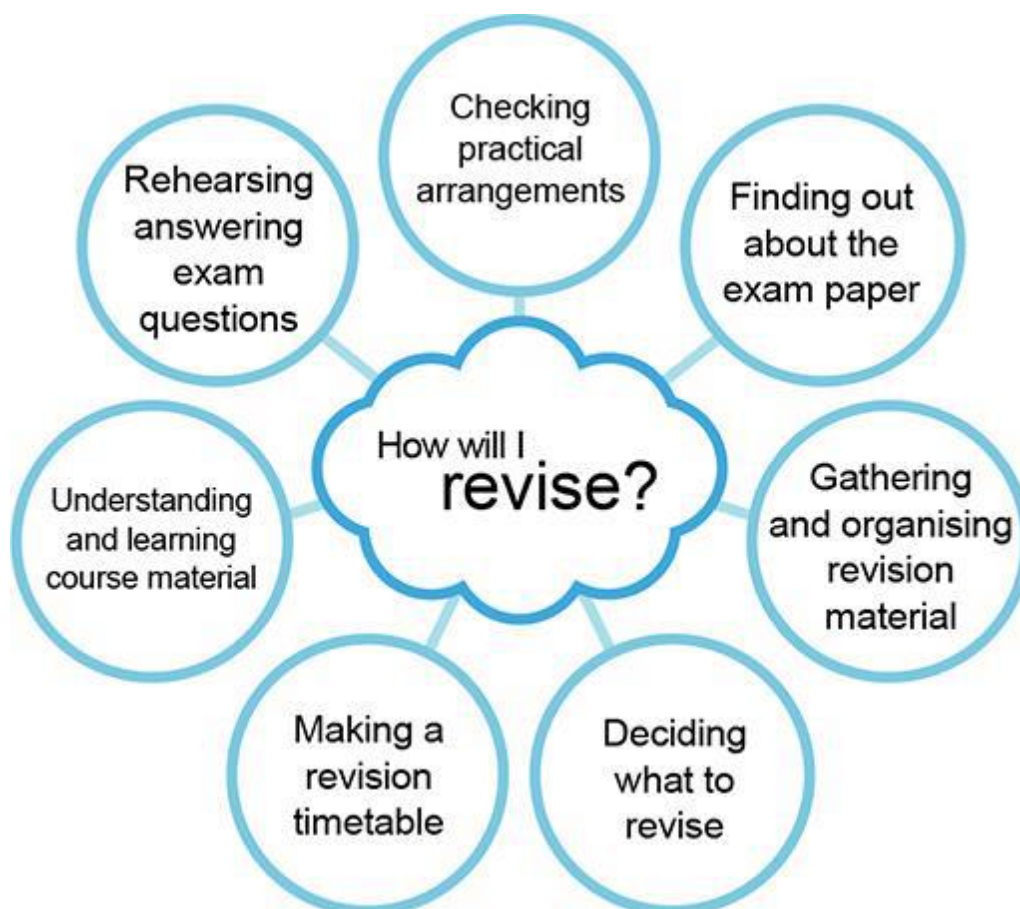 How will I
revise?
Checking
practical
arrangements
Finding out
about the
exam paper
Gathering
and organising
revision
material
Deciding
what to
revise
Making a
revision
timetable
Understanding
and learning
course material
Rehearsing
answering
exam
questions